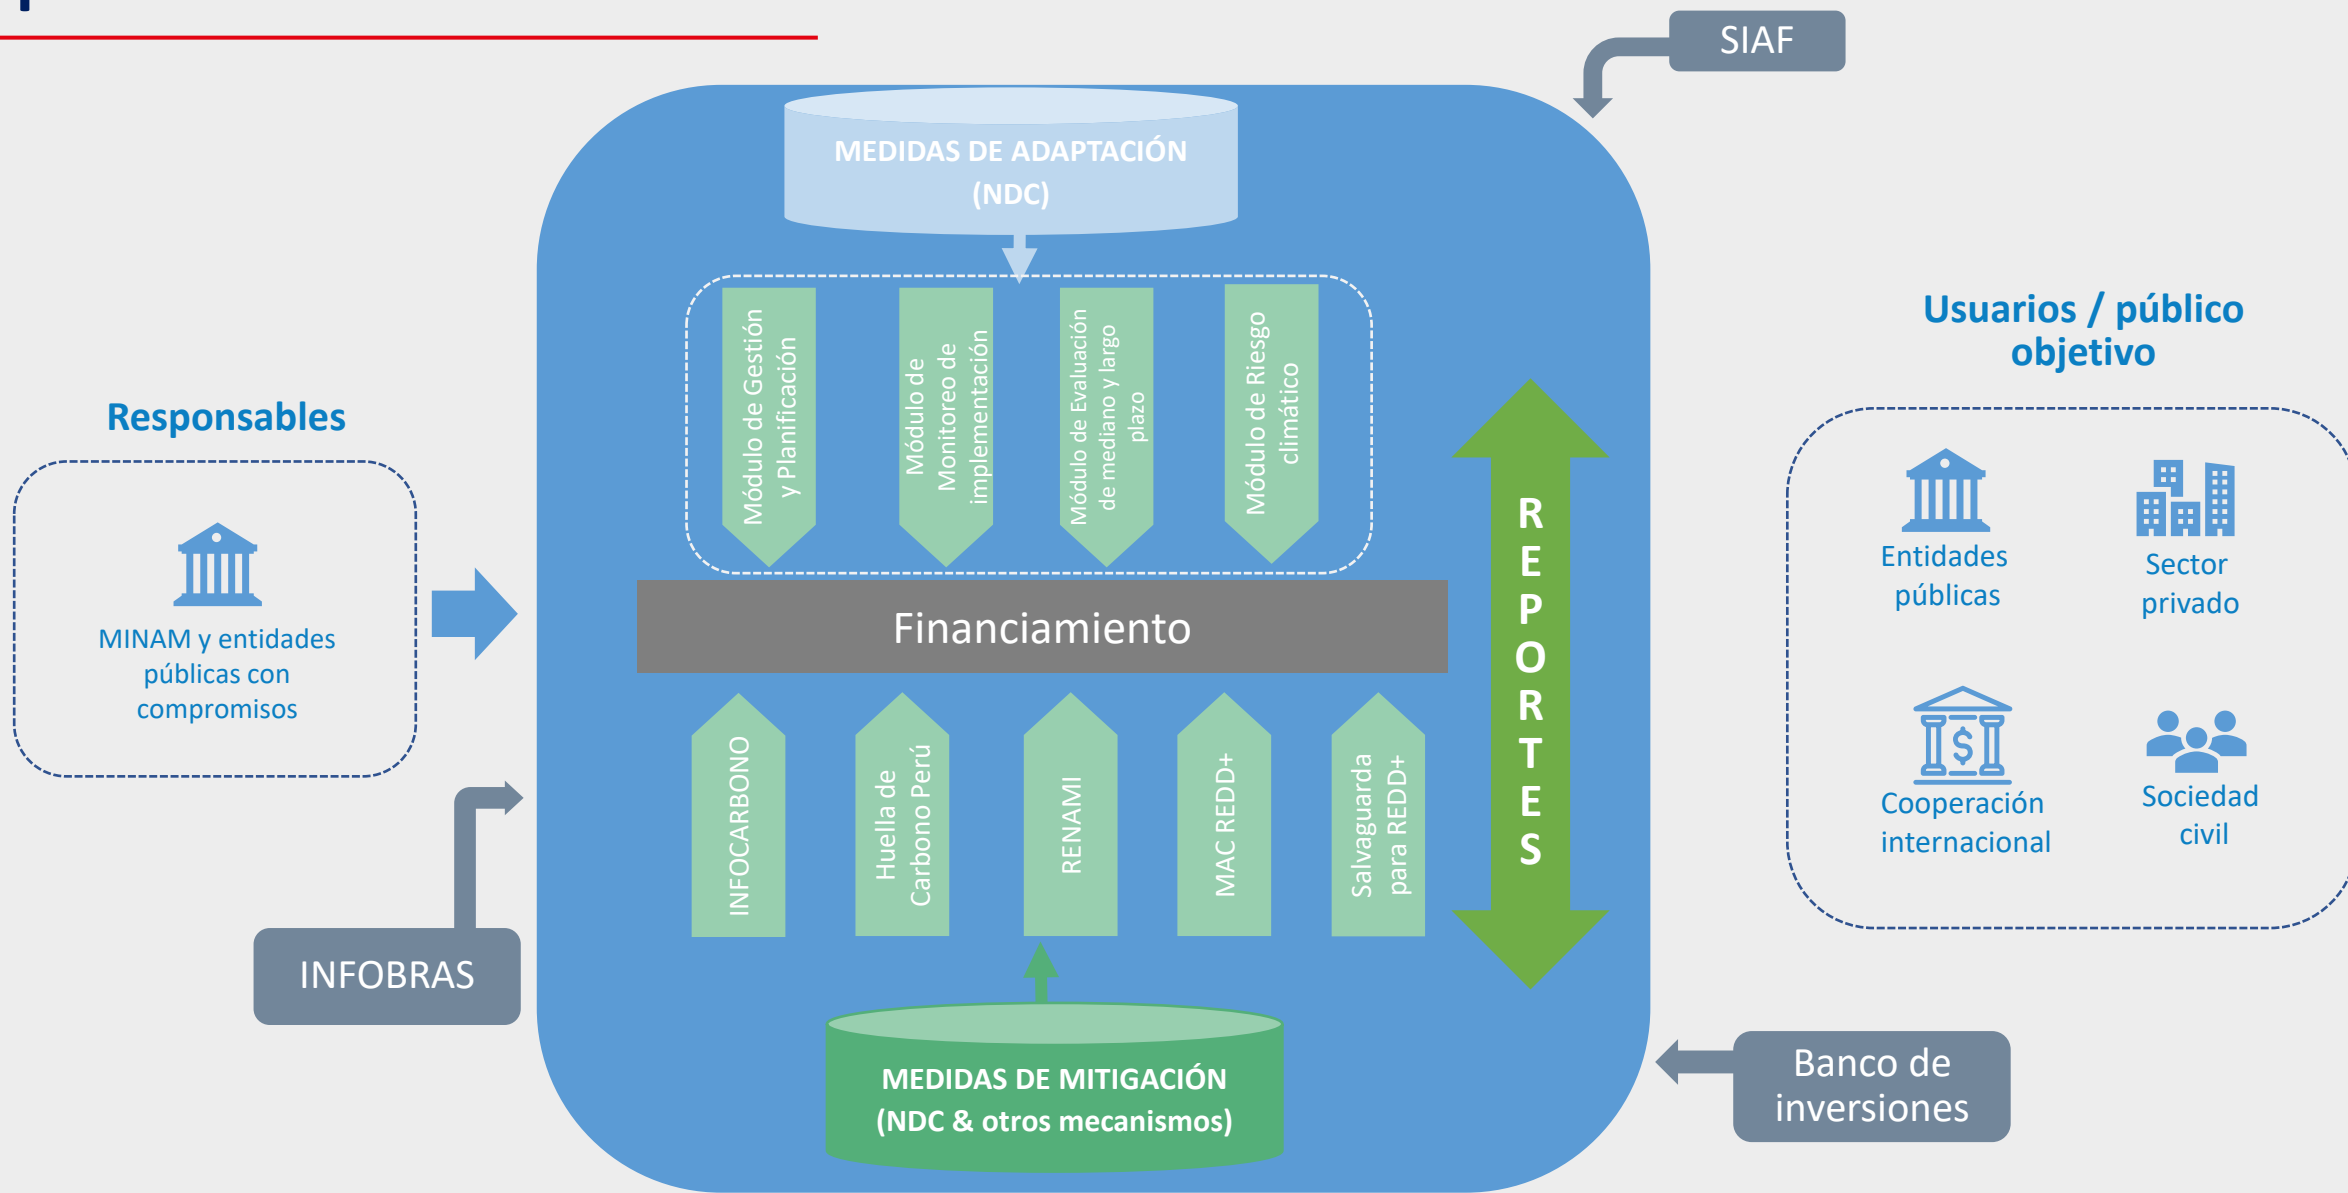 SIAF
MEDIDAS DE ADAPTACIÓN
(NDC)
Módulo de Gestión
y Planificación
Módulo de
Monitoreo de
implementación
Módulo de Evaluación
de mediano y largo
plazo
Módulo de Riesgo
climático
Usuarios / público
objetivo
Responsables
MINAM y entidades
públicas con
compromisos
Financiamiento
R
E
P
O
R
T
E
S
Entidades
públicas
Sector
privado
Cooperación
internacional
Sociedad
civil
INFOCARBONO
Huella de
Carbono Perú
RENAMI
MAC REDD+
Salvaguarda
para REDD+
INFOBRAS
MEDIDAS DE MITIGACIÓN
(NDC & otros mecanismos)
Banco de
inversiones